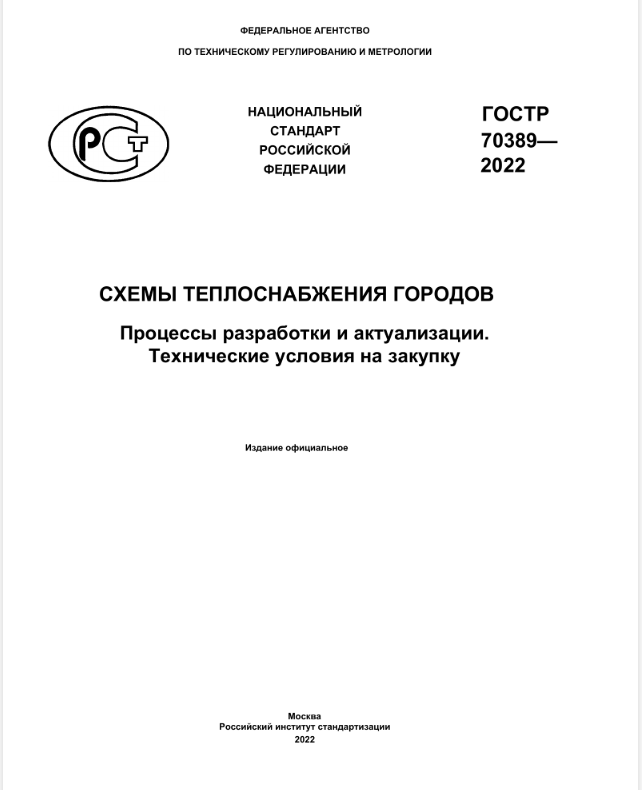 ФЕДЕРАЛЬНОЕ АГЕНТСТВО
ПО ТЕХНИЧЕСКОМУ РЕГУЛИРОВАНИЮ И МЕТРОЛОГИИ
РСТ
НАЦИОНАЛЬНЫЙ
СТАНДАРТ
РОССИЙСКОЙ
ФЕДЕРАЦИИ
ГОСТР
70389—
2022
СХЕМЫ ТЕПЛОСНАБЖЕНИЯ ГОРОДОВ
Процессы разработки и актуализации.
Технические условия на закупку
Издание официальное
Москва
Российский институт стандартизации
2022